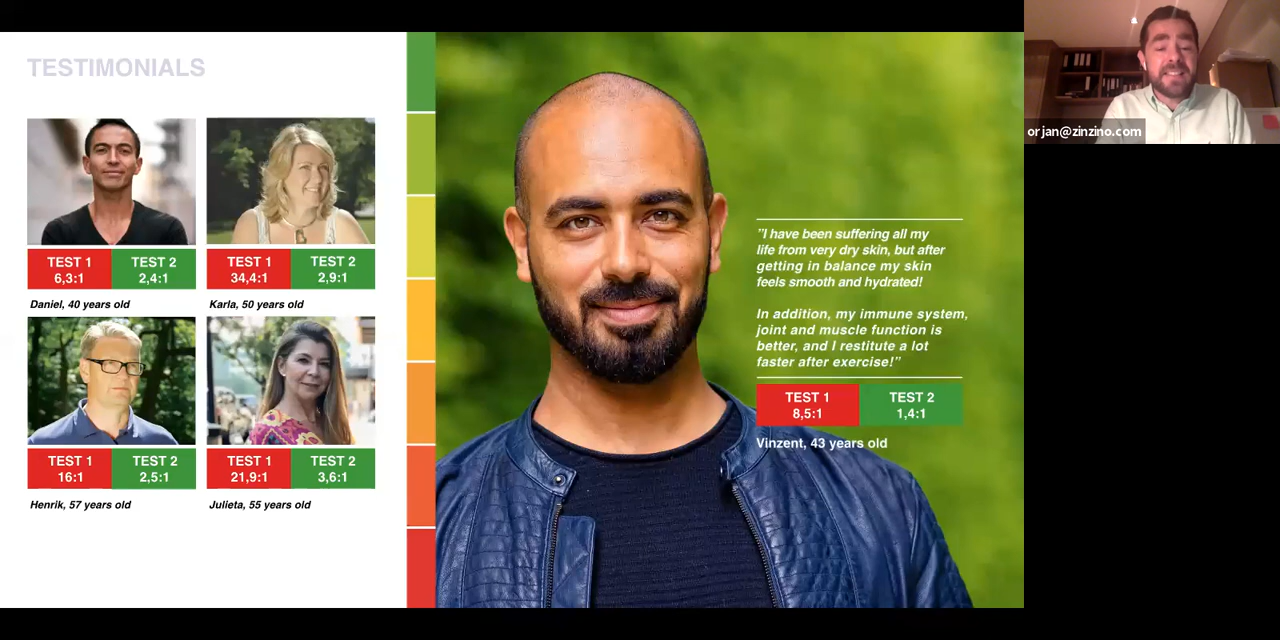 TESTIMONIALS
TEST 1
6,3:1
TEST 2
2,4:1
Daniel, 40 years old
TEST 1
34,4:1
TEST 2
2,9:1
Karla, 50 years old
TEST 1
16:1
TEST 2
2,5:1
Henrik, 57 years old
TEST 1
21,9:1
TEST 2
3,6:1
Julieta, 55 years old
"I have been suffering all my
life from very dry skin, but after
getting in balance my skin
feels smooth and hydrated!
In addition, my immune system,
joint and muscle function is
better, and I restitute a lot
faster after exercise!"
TEST 1
8,5:1
TEST 2
1,4:1
Vinzent, 43 years old
orjan@zinzino.com